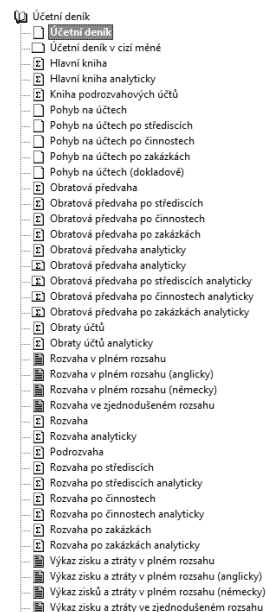 Účetní deník
Účetní deník
Účetní deník v cizí měně
Hlavní kniha
Hlavní kniha analyticky
Kniha podrozvahových účtů
Pohyb na účtech
Pohyb na účtech po střediscích
Pohyb na účtech po činnostech
Pohyb na účtech po zakázkách
Pohyb na účtech (dokladově)
Obratová předvaha
Obratová předvaha po střediscích
Obratová předvaha po činnostech
Obratová předvaha po zakázkách
Obratová předvaha analyticky
Obratová předvaha analyticky
Obratová předvaha po střediscích analyticky
Obratová předvaha po činnostech analyticky
Obratová předvaha po zakázkách analyticky
Obraty účtů
Obraty účtů analyticky
Rozvaha v plném rozsahu
Rozvaha v plném rozsahu (anglicky)
Rozvaha v plném rozsahu (německy)
Rozvaha ve zjednodušeném rozsahu
Rozvaha
Rozvaha analyticky
Podrozvaha
Rozvaha po střediscích
Rozvaha po střediscích analyticky
Rozvaha po činnostech
Rozvaha po činnostech analyticky
Rozvaha po zakázkách
Rozvaha po zakázkách analyticky
Výkaz zisku a ztráty v plném rozsahu
Výkaz zisku a ztráty v plném rozsahu (anglicky)
Výkaz zisků a ztráty v plném rozsahu (německy)
Výkaz zisku a ztráty ve zjednodušeném rozsahu